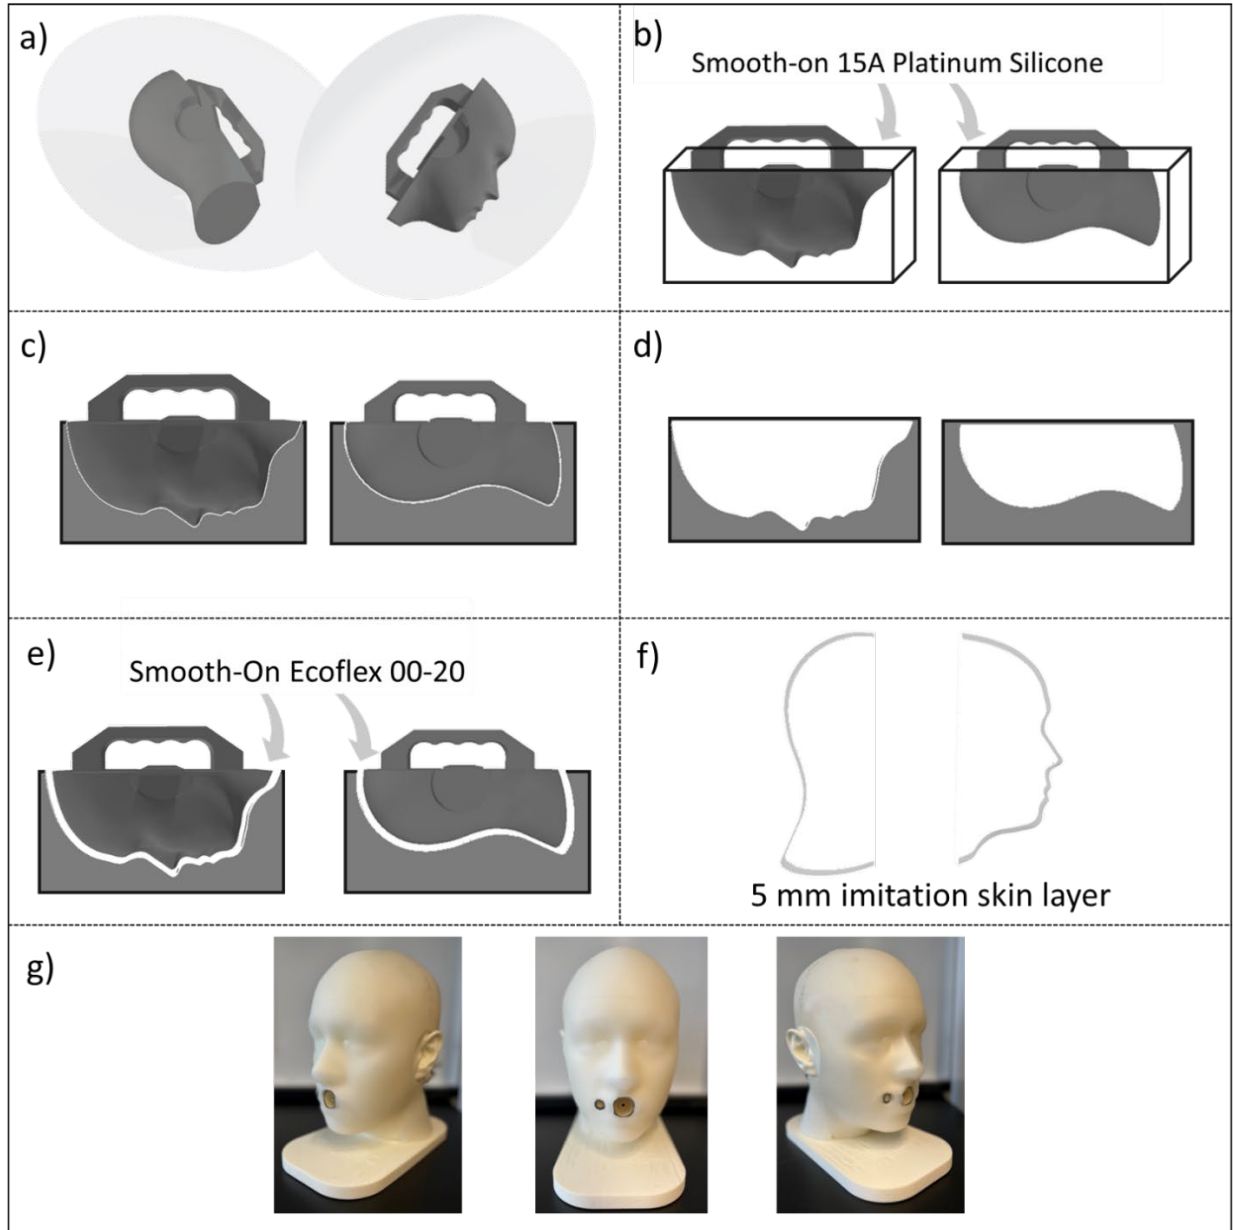 a)
b)
Smooth-on 15A Platinum Silicone
c)
d)
e)
Smooth-On Ecoflex 00-20
f)
5 mm imitation skin layer
g)